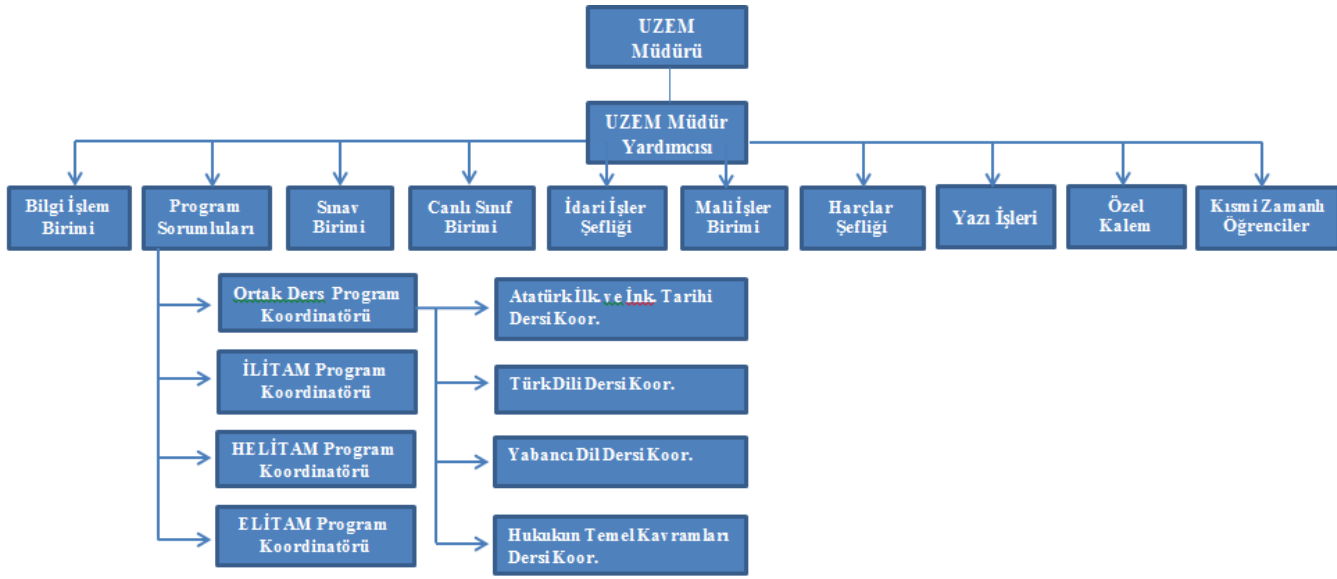 UZEM
Müdürü
UZEM Müdür
Yardımcısı
Bilgi İşlem
Birimi
Program
Sorumluları
Sınav
Birimi
Canlı Sınıf
Birimi
İdari İşler
Şefliği
Mali İşler
Birimi
Harçlar
Şefliği
Yazı İşleri
Özel
Kalem
Kısmi Zamanlı
Öğrenciler
Ortak Ders Program
Koordinatörü
İLİTAM Program
Koordinatörü
HELİTAM Program
Koordinatörü
ELİTAM Program
Koordinatörü
Atatürk İlk. ve İnk. Tarihi
Dersi Koor.
Türk Dili Dersi Koor.
Yabancı Dil Dersi Koor.
Hukukun Temel Kavramları
Dersi Koor.